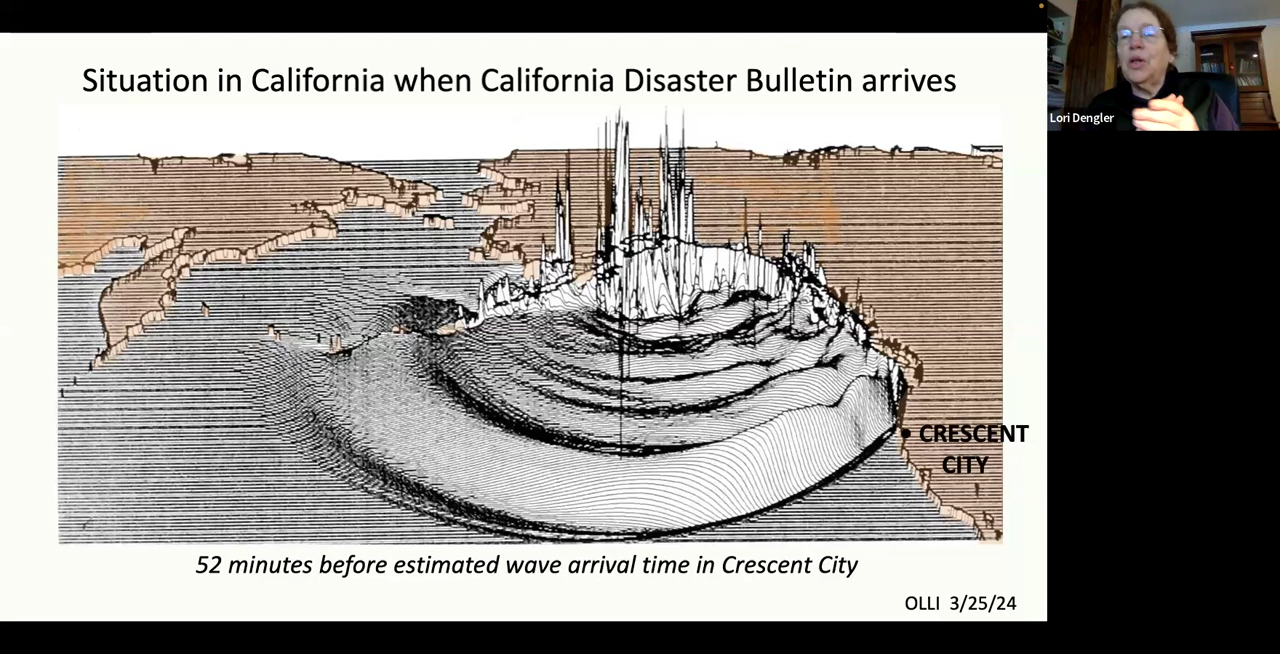 Situation in California when California Disaster Bulletin arrives
Lori Dengler
CRESCENT
CITY
52 minutes before estimated wave arrival time in Crescent City
OLLI 3/25/24